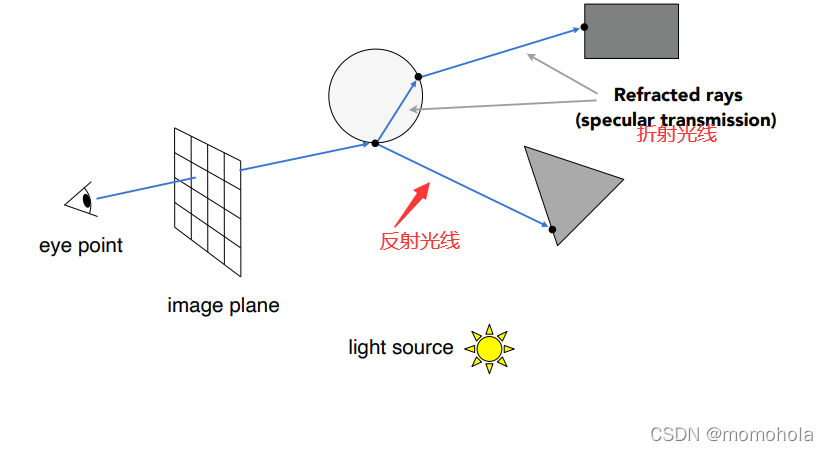 Refracted rays
(specular transmission)
折射光线
反射光线
eye point
image plane
light source
CSDN @momohola